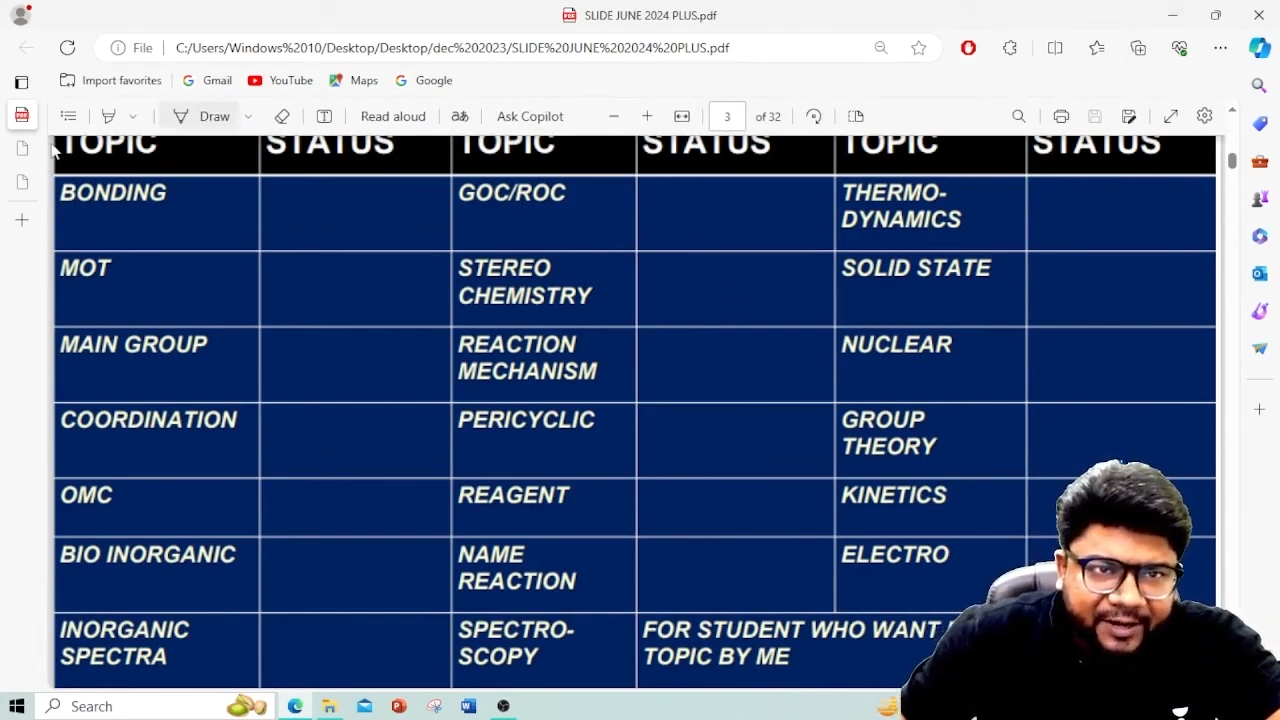 SLIDE JUNE 2024 PLUS.pdf
File C:/Users/Windows%2010/Desktop/Desktop/dec%202023/SLIDE%20JUNE%202024%20PLUS.pdf
Import favorites Gmail YouTube Maps Google
Draw Read aloud Ask Copilot 3 of 32
TOPIC STATUS TOPIC STATUS TOPIC STATUS
BONDING GOC/ROC THERMO-
DYNAMICS
MOT STEREO SOLID STATE
CHEMISTRY
MAIN GROUP REACTION NUCLEAR
MECHANISM
COORDINATION PERICYCLIC GROUP
THEORY
OMC REAGENT KINETICS
BIO INORGANIC NAME ELECTRO
REACTION
INORGANIC SPECTRO- FOR STUDENT WHO WANT
SPECTRA SCOPY TOPIC BY ME
Search